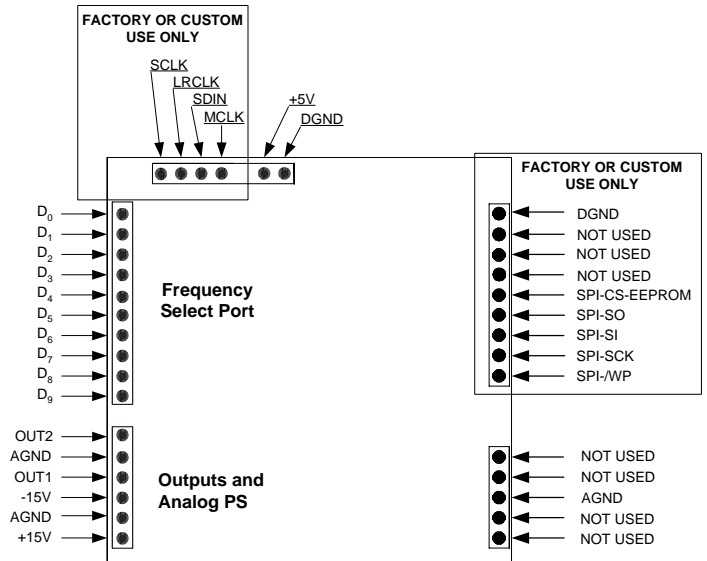 FACTORY OR CUSTOM
USE ONLY
SCLK
LRCLK
SDIN
MCLK
+5V
DGND
D0
D1
D2
D3
D4
D5
D6
D7
D8
D9
Frequency
Select Port
OUT2
AGND
OUT1
-15V
AGND
+15V
Outputs and
Analog PS
FACTORY OR CUSTOM
USE ONLY
DGND
NOT USED
NOT USED
NOT USED
SPI-CS-EEPROM
SPI-SO
SPI-SI
SPI-SCK
SPI-/WP
NOT USED
NOT USED
AGND
NOT USED
NOT USED